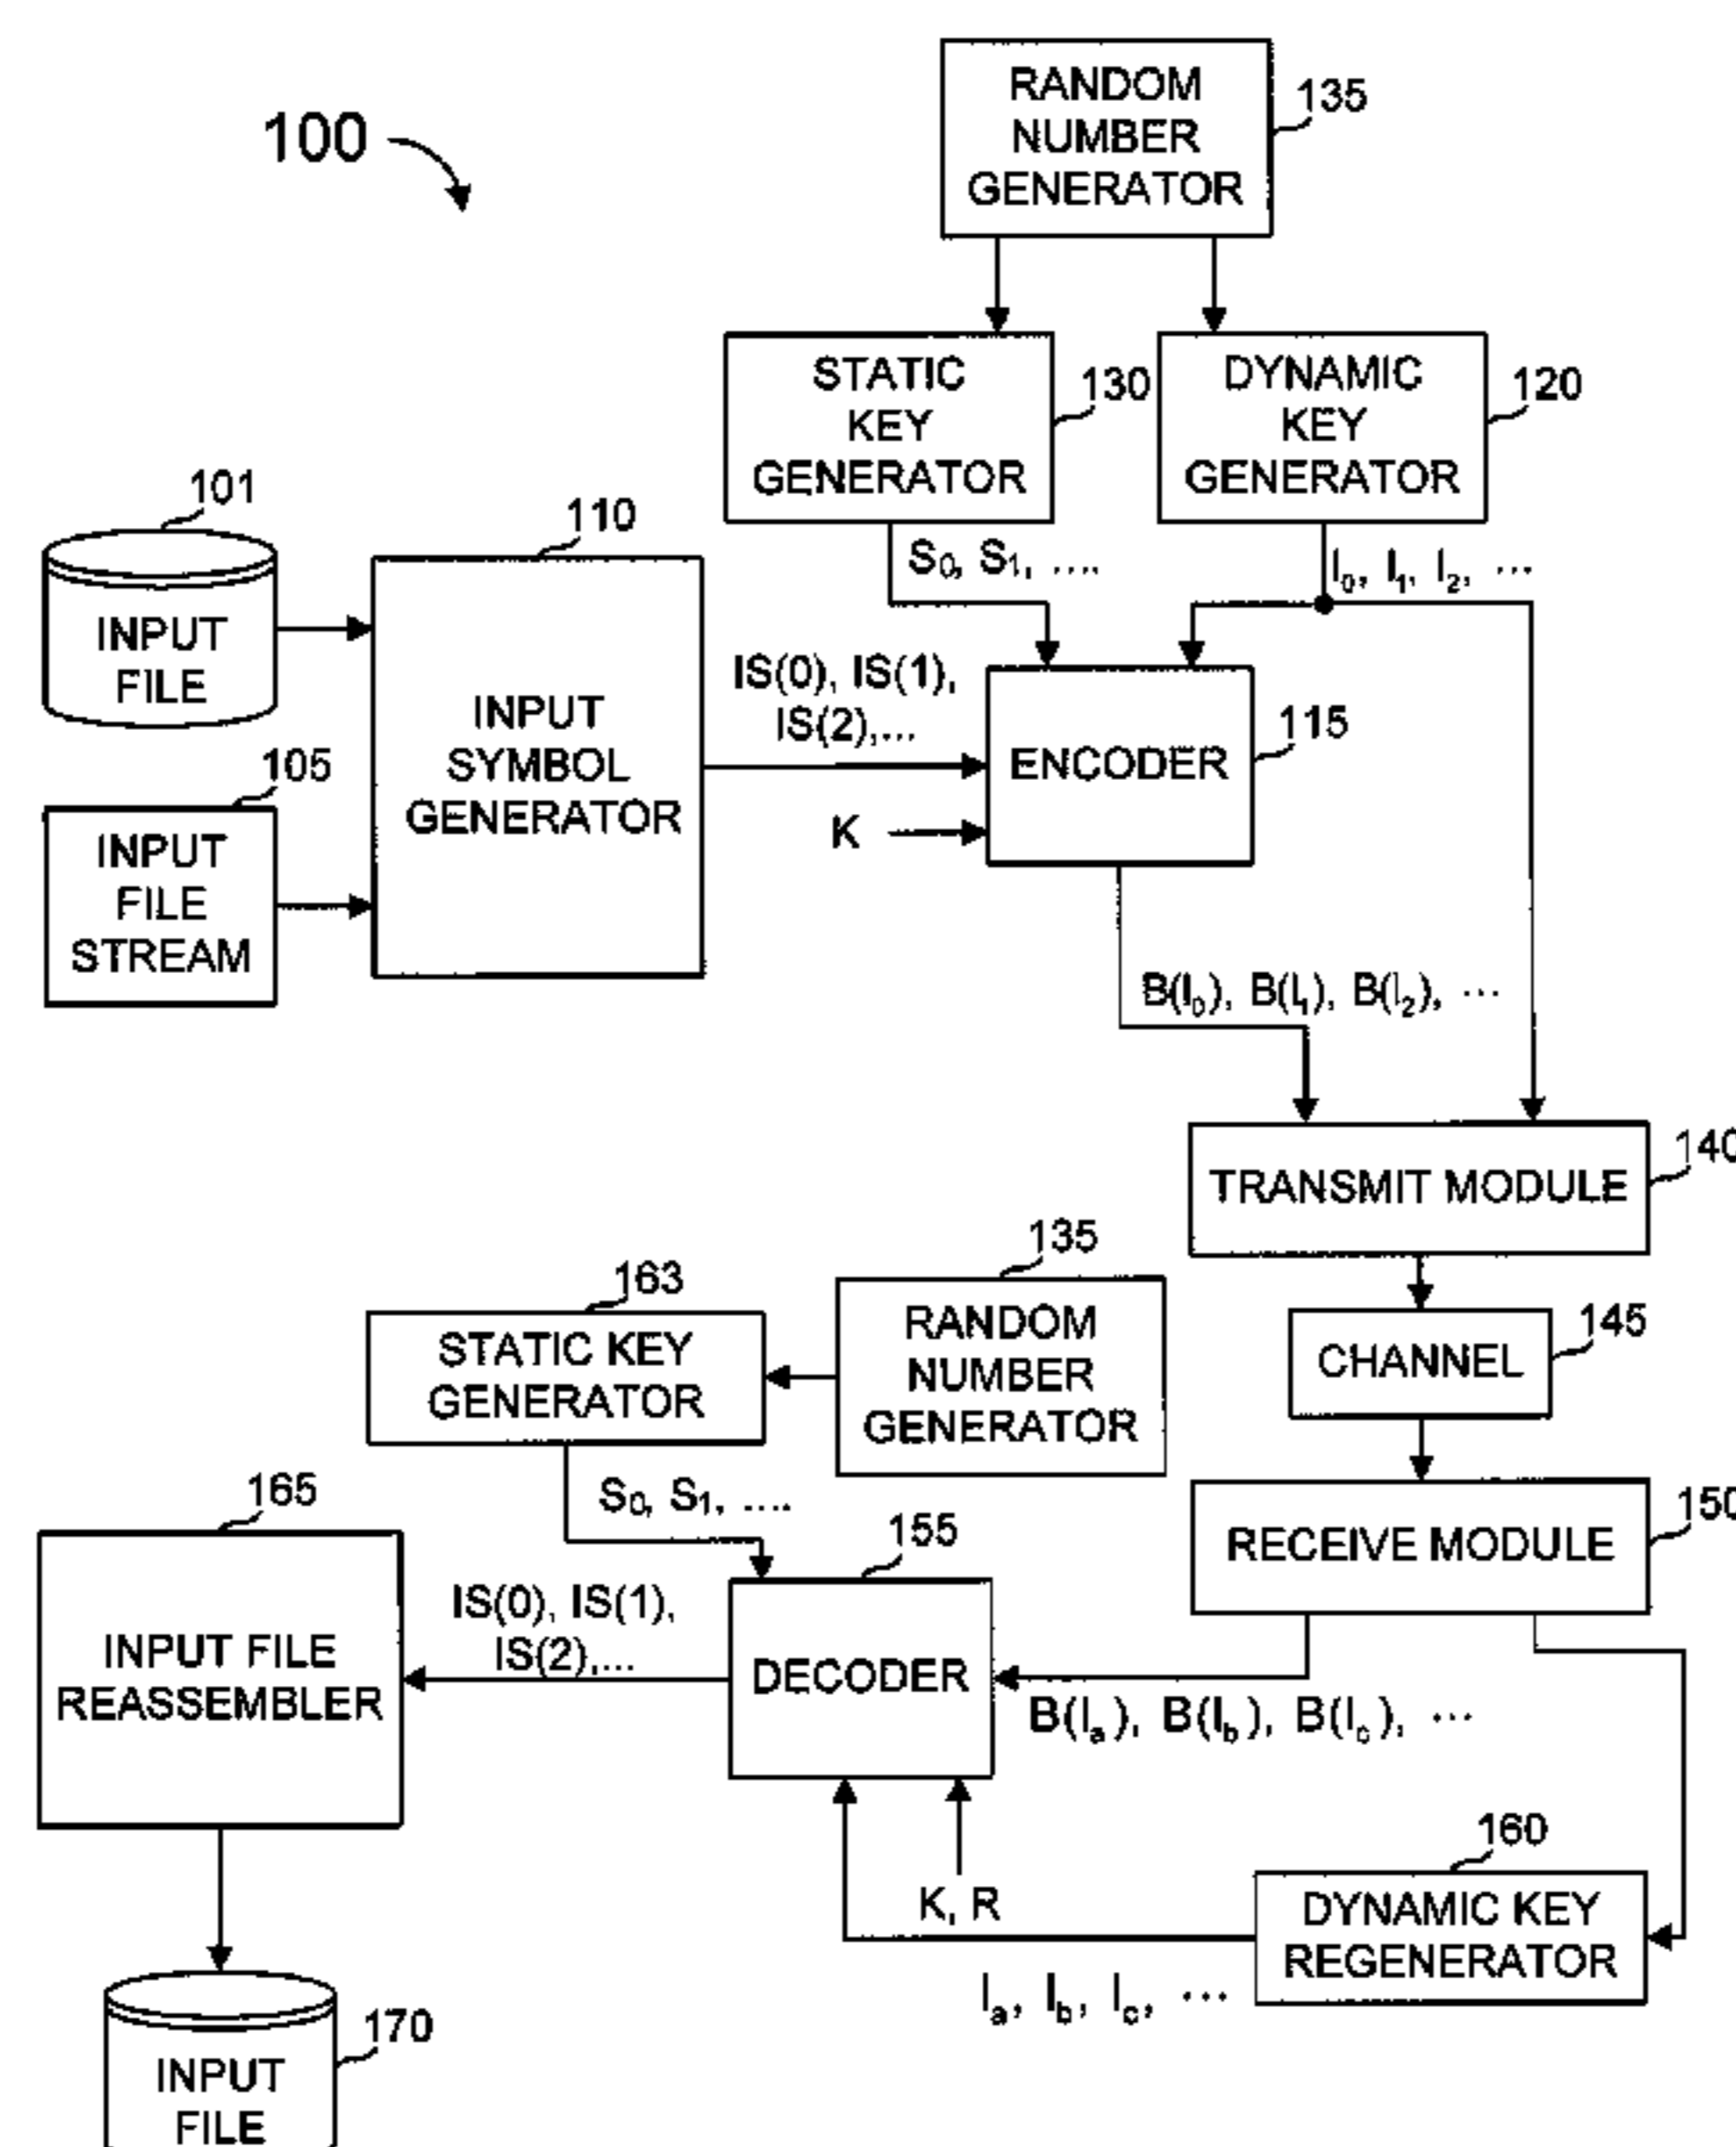 100
RANDOM
NUMBER
GENERATOR
135
STATIC
KEY
GENERATOR
130
DYNAMIC
KEY
GENERATOR
120
S₀, S₁, ....
I₀, I₁, I₂, ...
101
INPUT
FILE
105
INPUT
FILE
STREAM
110
INPUT
SYMBOL
GENERATOR
IS(0), IS(1),
IS(2),...
K
ENCODER
115
B(I₀), B(I₁), B(I₂), ...
TRANSMIT MODULE
140
CHANNEL
145
RECEIVE MODULE
150
163
STATIC KEY
GENERATOR
135
RANDOM
NUMBER
GENERATOR
S₀, S₁, ....
155
DECODER
165
INPUT FILE
REASSEMBLER
IS(0), IS(1),
IS(2),...
B(Iₐ), B(I_b), B(I_c), ...
K, R
160
DYNAMIC KEY
REGENERATOR
Iₐ, I_b, I_c, ...
170
INPUT
FILE